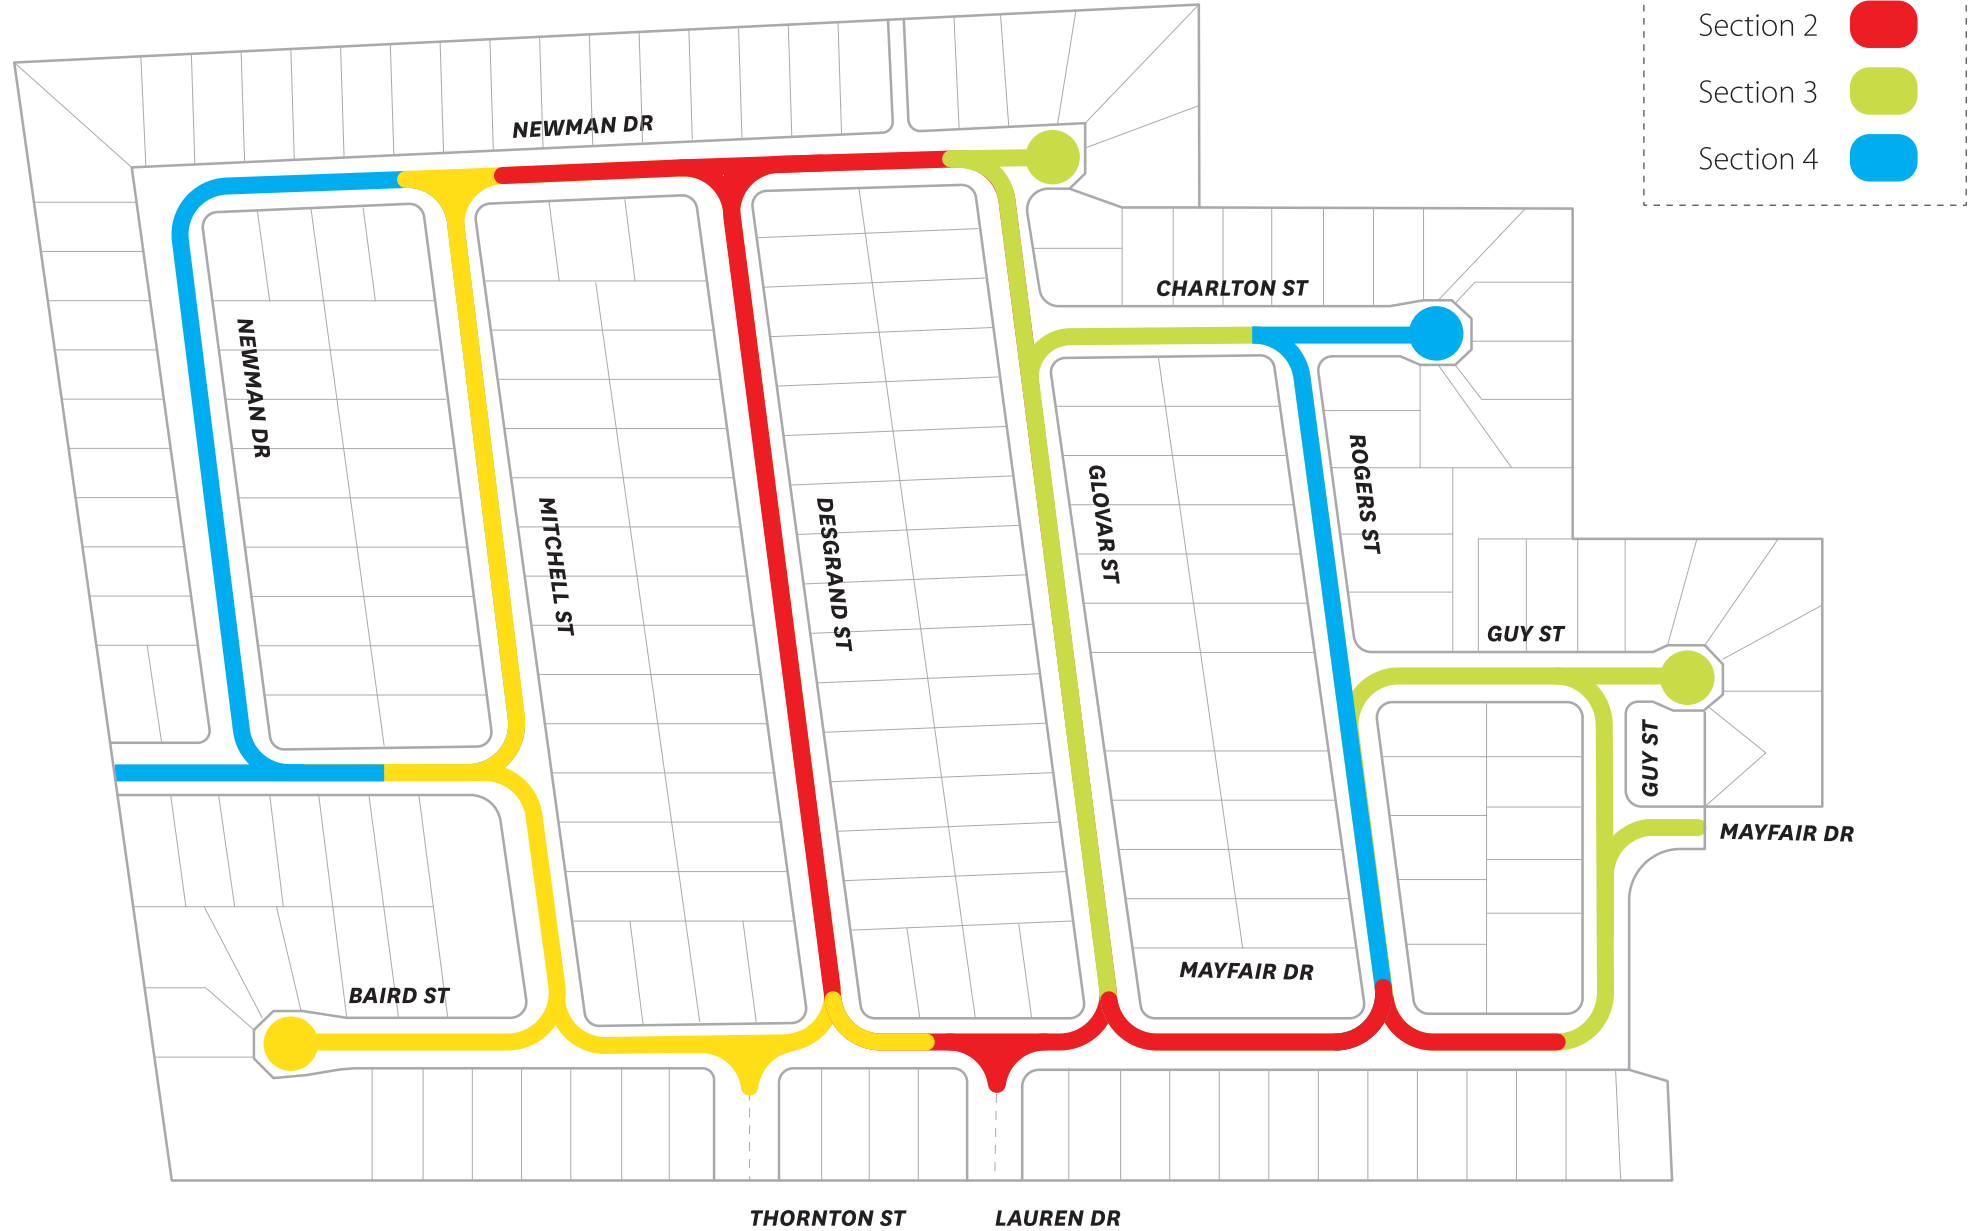 Section 2
Section 3
Section 4
NEWMAN DR
CHARLTON ST
NEWMAN DR
ROGERS ST
GLOVAR ST
MITCHELL ST
DESGRAND ST
GUY ST
GUY ST
MAYFAIR DR
MAYFAIR DR
BAIRD ST
THORNTON ST
LAUREN DR